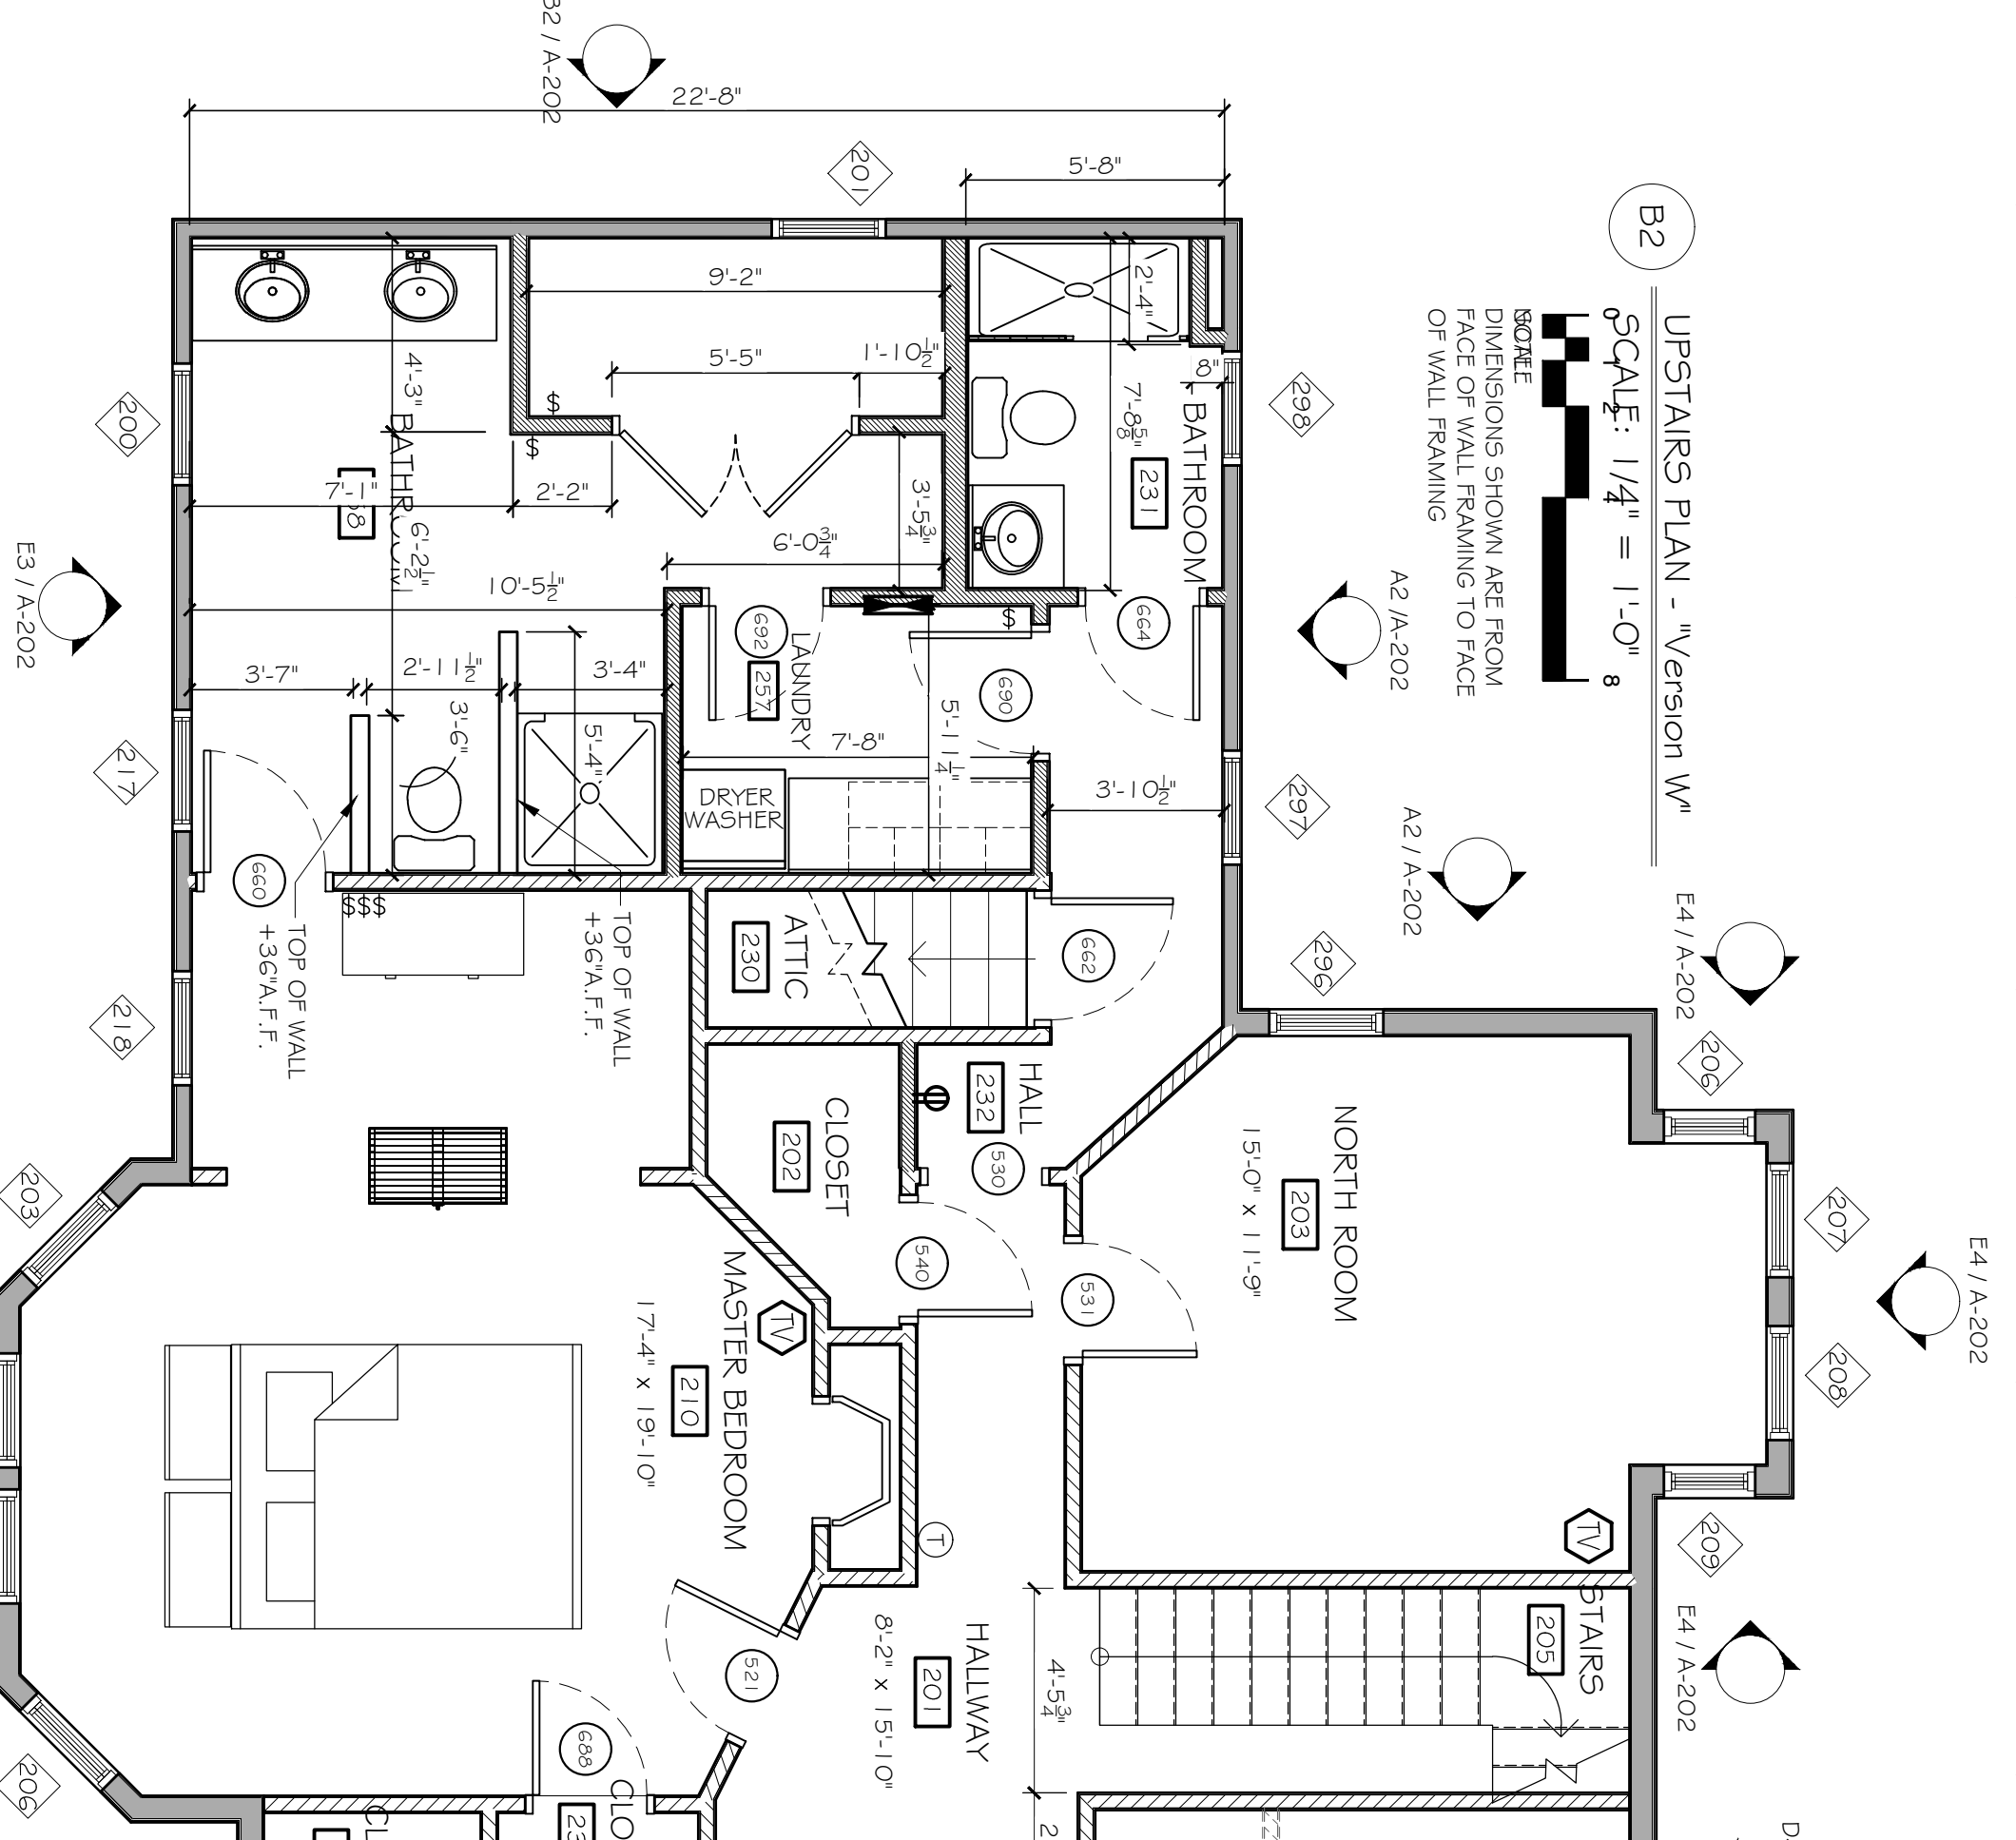 B2
UPSTAIRS PLAN - "Version W"
SCALE: 1/4" = 1'-0"
0
1
2
4
8
DIMENSIONS SHOWN ARE FROM
FACE OF WALL FRAMING TO FACE
OF WALL FRAMING
B2 / A-202
22'-8"
201
5'-8"
9'-2"
2'-4"
5'-5"
1'-10½"
8"
4'-3"
$
$
7'-8⅝"
BATHROOM
231
298
200
7'-1"
2'-2"
3'-5¾"
6'-2½"
6'-0¾"
10'-5½"
E3 / A-202
A2 /A-202
$
664
692
LAUNDRY
257
690
3'-7"
2'-11½"
3'-4"
3'-6"
5'-4"
5'-1¼"
7'-8"
3'-10½"
217
297
DRYER
WASHER
A2 / A-202
660
$$$
TOP OF WALL
+36"A.F.F.
TOP OF WALL
+36"A.F.F.
ATTIC
230
662
296
E4 / A-202
218
206
HALL
232
530
CLOSET
202
NORTH ROOM
203
15'-0" x 11'-9"
203
207
E4 / A-202
540
531
208
TV
MASTER BEDROOM
210
17'-4" x 19'-10"
T
TV
209
STAIRS
205
E4 / A-202
HALLWAY
201
8'-2" x 15'-10"
4'-5¾"
521
688
206
2